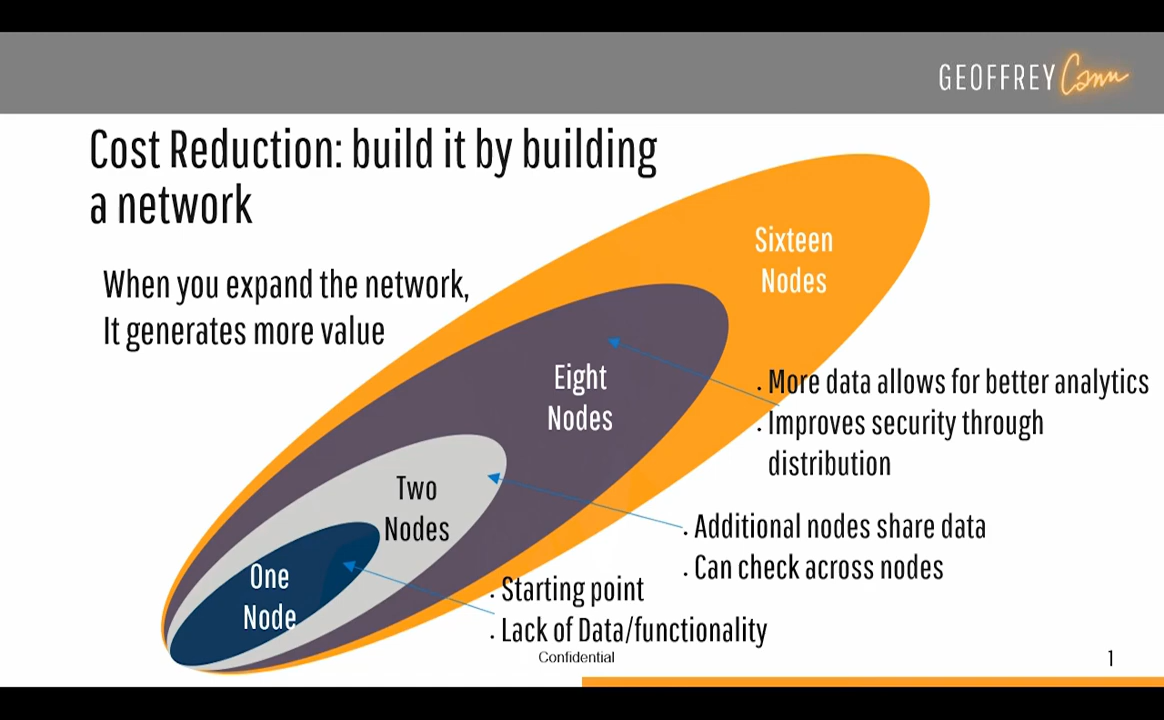 GEOFFREY Cann
Cost Reduction: build it by building
a network
When you expand the network,
It generates more value
Sixteen
Nodes
Eight
Nodes
Two
Nodes
One
Node
. More data allows for better analytics
. Improves security through
distribution
. Additional nodes share data
. Can check across nodes
. Starting point
. Lack of Data/functionality
Confidential
1